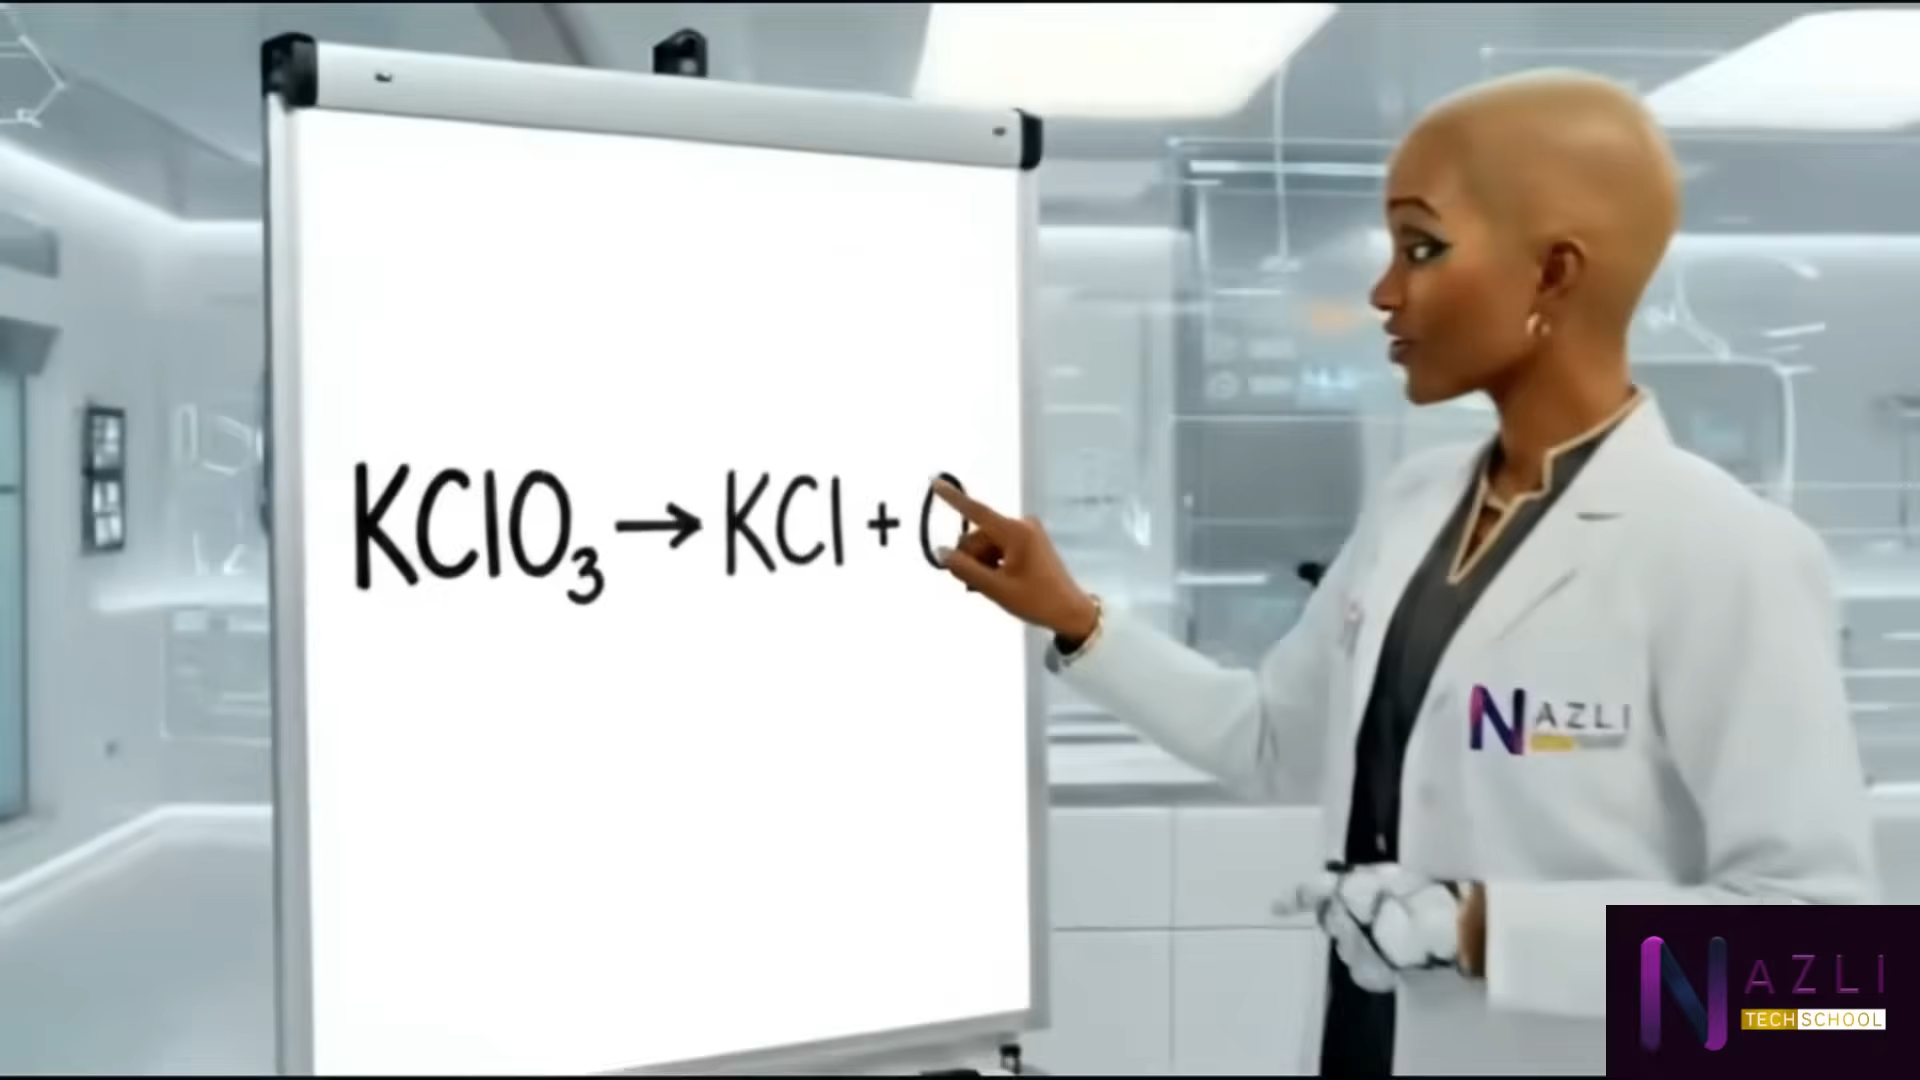 KClO₃ → KCl + O
NAZLI
NAZLI
TECH SCHOOL